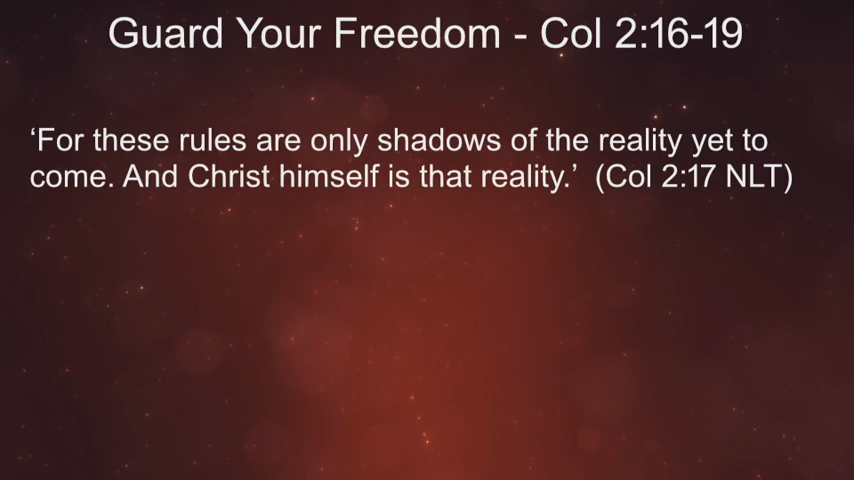 Guard Your Freedom - Col 2:16-19
‘For these rules are only shadows of the reality yet to
come. And Christ himself is that reality.’ (Col 2:17 NLT)